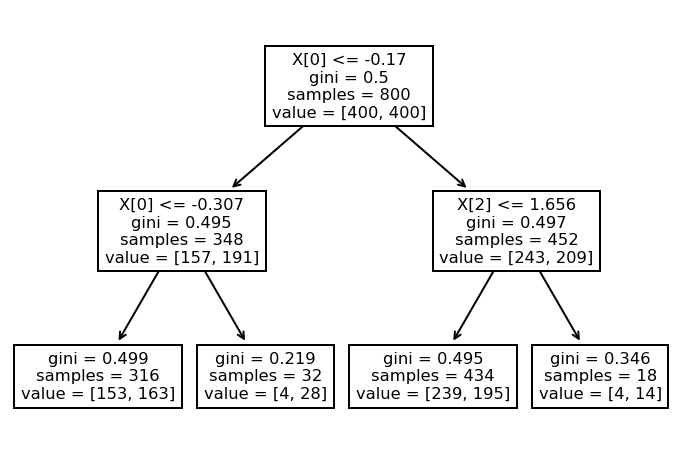 X[0] <= -0.17
gini = 0.5
samples = 800
value = [400, 400]
X[0] <= -0.307
gini = 0.495
samples = 348
value = [157, 191]
X[2] <= 1.656
gini = 0.497
samples = 452
value = [243, 209]
gini = 0.499
samples = 316
value = [153, 163]
gini = 0.219
samples = 32
value = [4, 28]
gini = 0.495
samples = 434
value = [239, 195]
gini = 0.346
samples = 18
value = [4, 14]